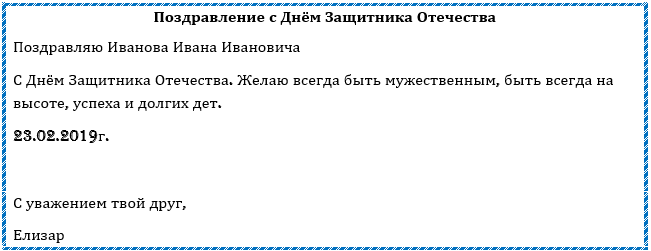 Поздравление с Днём Защитника Отечества
Поздравляю Иванова Ивана Ивановича
С Днём Защитника Отечества. Желаю всегда быть мужественным, быть всегда на
высоте, успеха и долгих дет.
23.02.2019г.
С уважением твой друг,
Елизар